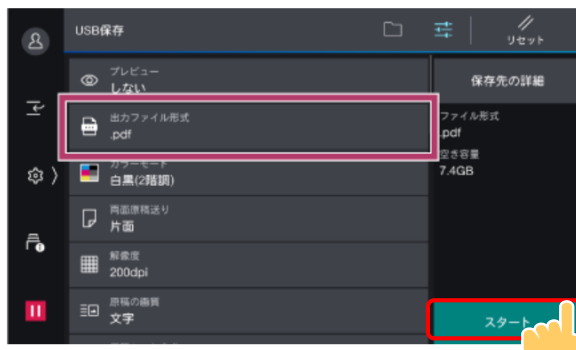 USB保存
リセット
プレビュー
しない
出力ファイル形式
.pdf
カラーモード
白黒(2階調)
両面原稿送り
片面
解像度
200dpi
原稿の画質
文字
保存先の詳細
ファイル形式
.pdf
空き容量
7.4GB
スタート